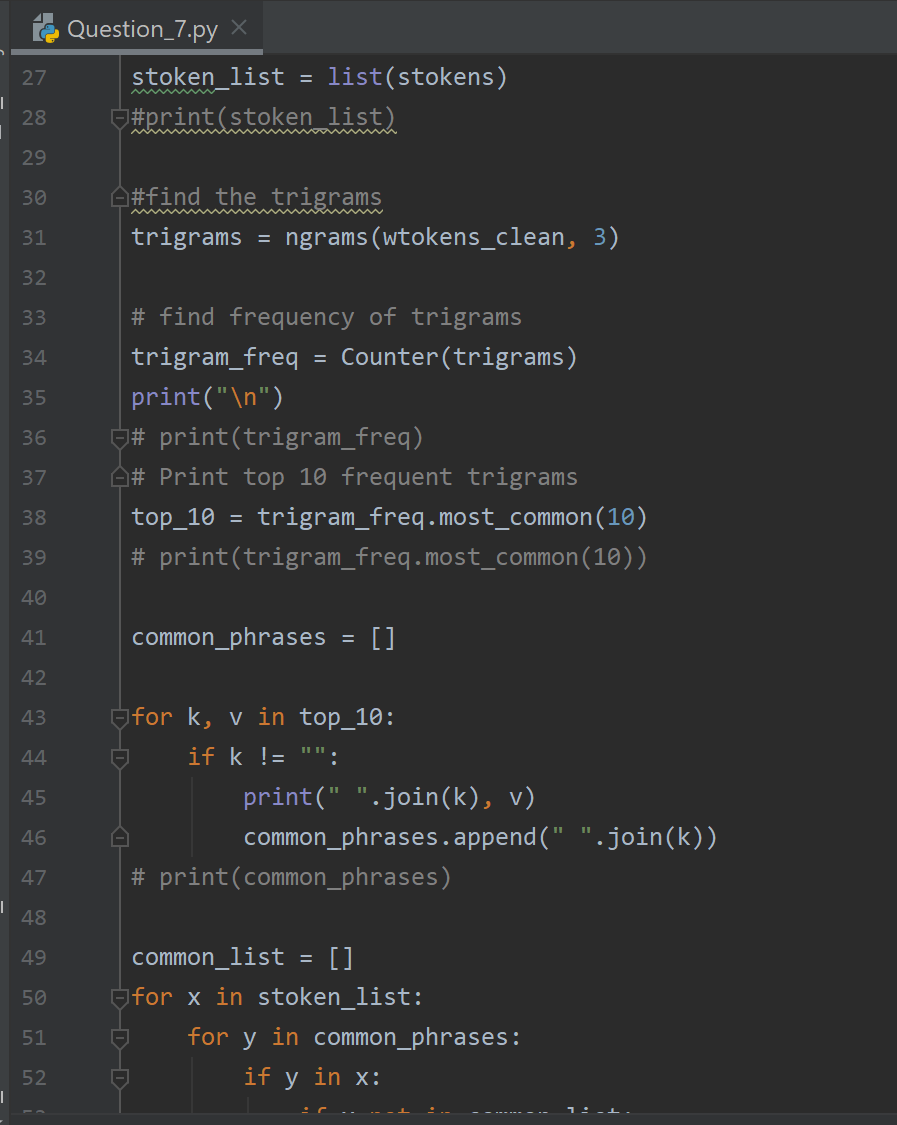 Question_7.py
27 stoken_list = list(stokens)
28 #print(stoken_list)
29
30 #find the trigrams
31 trigrams = ngrams(wtokens_clean, 3)
32
33 # find frequency of trigrams
34 trigram_freq = Counter(trigrams)
35 print("\n")
36 # print(trigram_freq)
37 # Print top 10 frequent trigrams
38 top_10 = trigram_freq.most_common(10)
39 # print(trigram_freq.most_common(10))
40
41 common_phrases = []
42
43 for k, v in top_10:
44 if k != "":
45 print(" ".join(k), v)
46 common_phrases.append(" ".join(k))
47 # print(common_phrases)
48
49 common_list = []
50 for x in stoken_list:
51 for y in common_phrases:
52 if y in x: